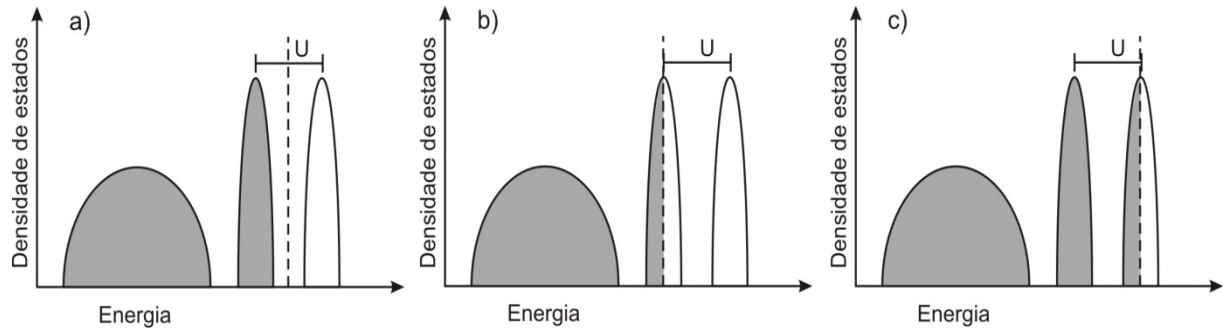 a)
U
Densidade de estados
Energia
b)
U
Densidade de estados
Energia
c)
U
Densidade de estados
Energia